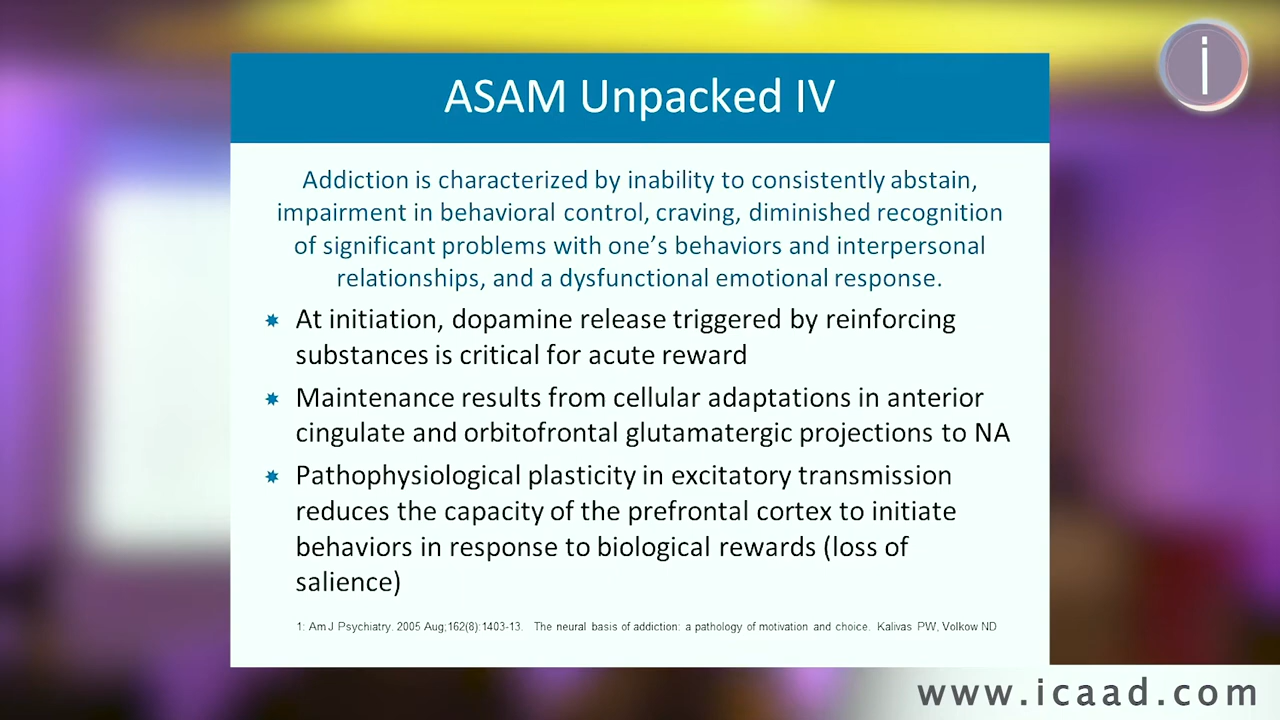 i
ASAM Unpacked IV
Addiction is characterized by inability to consistently abstain,
impairment in behavioral control, craving, diminished recognition
of significant problems with one’s behaviors and interpersonal
relationships, and a dysfunctional emotional response.
At initiation, dopamine release triggered by reinforcing
substances is critical for acute reward
Maintenance results from cellular adaptations in anterior
cingulate and orbitofrontal glutamatergic projections to NA
Pathophysiological plasticity in excitatory transmission
reduces the capacity of the prefrontal cortex to initiate
behaviors in response to biological rewards (loss of
salience)
1: Am J Psychiatry. 2005 Aug;162(8):1403-13. The neural basis of addiction: a pathology of motivation and choice. Kalivas PW, Volkow ND
www.icaad.com